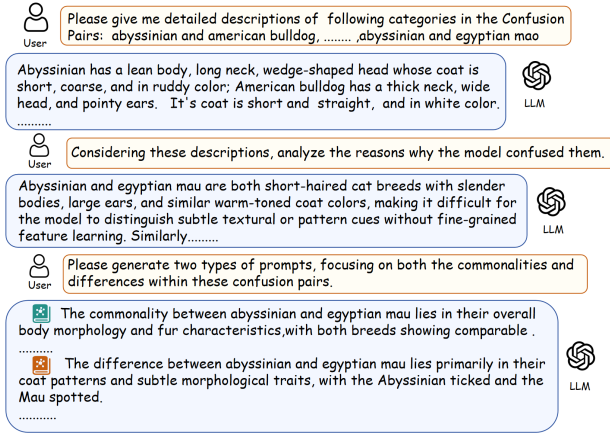 Please give me detailed descriptions of following categories in the Confusion
Pairs: abyssinian and american bulldog, ........ ,abyssinian and egyptian mao
User
Abyssinian has a lean body, long neck, wedge-shaped head whose coat is
short, coarse, and in ruddy color; American bulldog has a thick neck, wide
head, and pointy ears. It's coat is short and straight, and in white color.
..........
LLM
Considering these descriptions, analyze the reasons why the model confused them.
User
Abyssinian and egyptian mau are both short-haired cat breeds with slender
bodies, large ears, and similar warm-toned coat colors, making it difficult for
the model to distinguish subtle textural or pattern cues without fine-grained
feature learning. Similarly.........
LLM
Please generate two types of prompts, focusing on both the commonalities and
differences within these confusion pairs.
User
The commonality between abyssinian and egyptian mau lies in their overall
body morphology and fur characteristics,with both breeds showing comparable .
..........
The difference between abyssinian and egyptian mau lies primarily in their
coat patterns and subtle morphological traits, with the Abyssinian ticked and the
Mau spotted.
...........
LLM